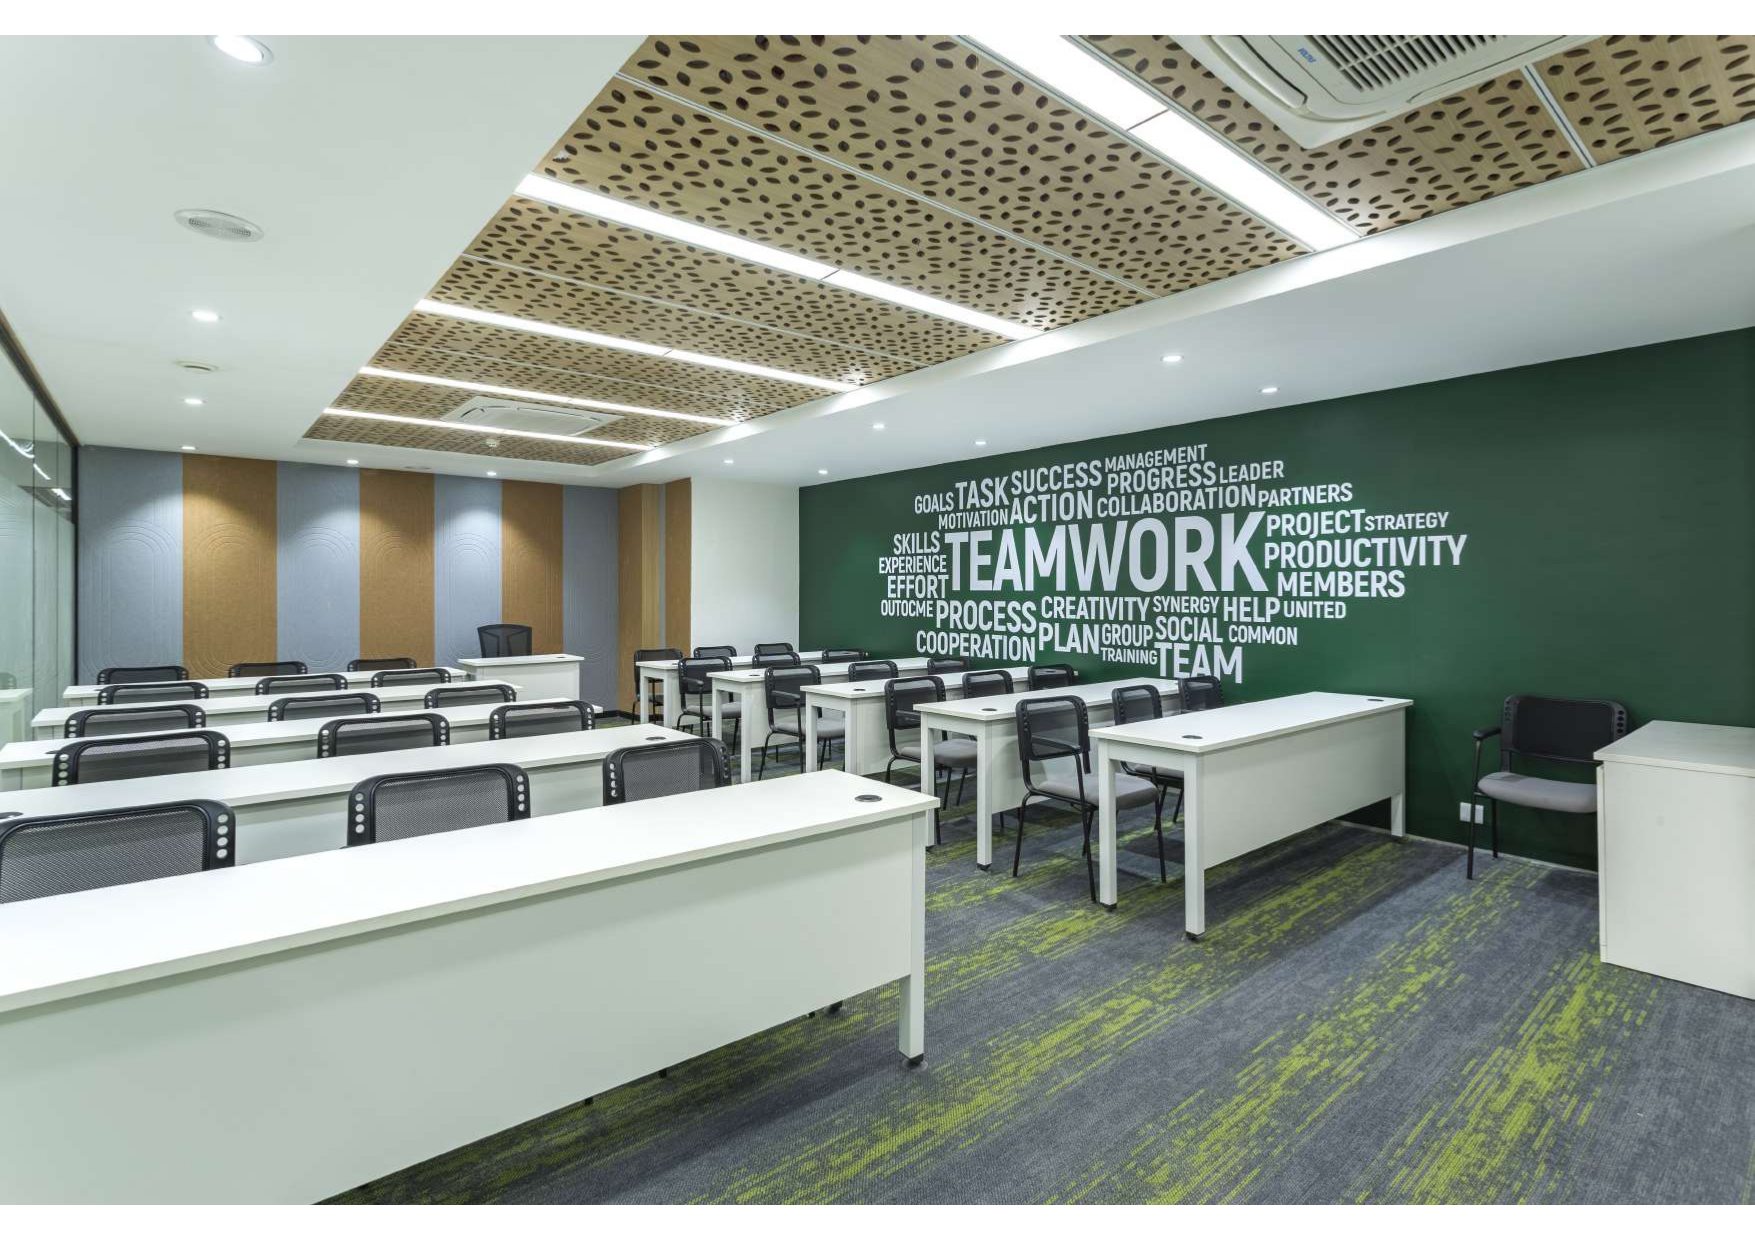 MANAGEMENT
GOALS TASK SUCCESS PROGRESS LEADER
MOTIVATION ACTION COLLABORATION PARTNERS
SKILLS TEAMWORK PROJECT STRATEGY
EXPERIENCE PRODUCTIVITY
EFFORT MEMBERS
OUTOCME PROCESS CREATIVITY SYNERGY HELP UNITED
COOPERATION PLAN GROUP SOCIAL COMMON
TRAINING TEAM